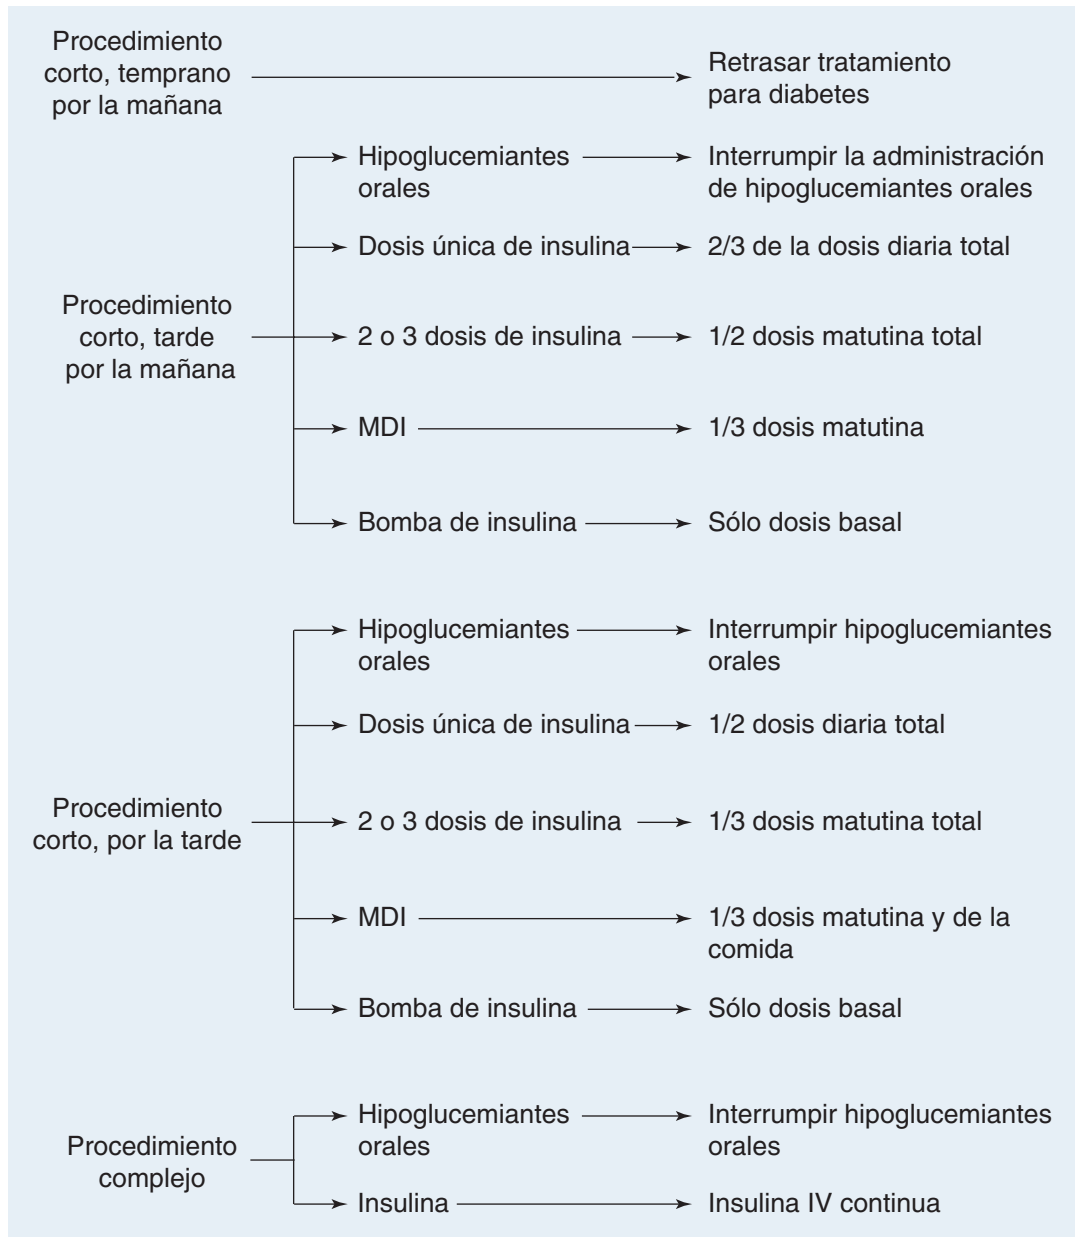 Procedimiento
corto, temprano
por la mañana
Retrasar tratamiento
para diabetes
Procedimiento
corto, tarde
por la mañana
Hipoglucemiantes
orales
Interrumpir la administración
de hipoglucemiantes orales
Dosis única de insulina
2/3 de la dosis diaria total
2 o 3 dosis de insulina
1/2 dosis matutina total
MDI
1/3 dosis matutina
Bomba de insulina
Sólo dosis basal
Procedimiento
corto, por la tarde
Hipoglucemiantes
orales
Interrumpir hipoglucemiantes
orales
Dosis única de insulina
1/2 dosis diaria total
2 o 3 dosis de insulina
1/3 dosis matutina total
MDI
1/3 dosis matutina y de la
comida
Bomba de insulina
Sólo dosis basal
Procedimiento
complejo
Hipoglucemiantes
orales
Interrumpir hipoglucemiantes
orales
Insulina
Insulina IV continua